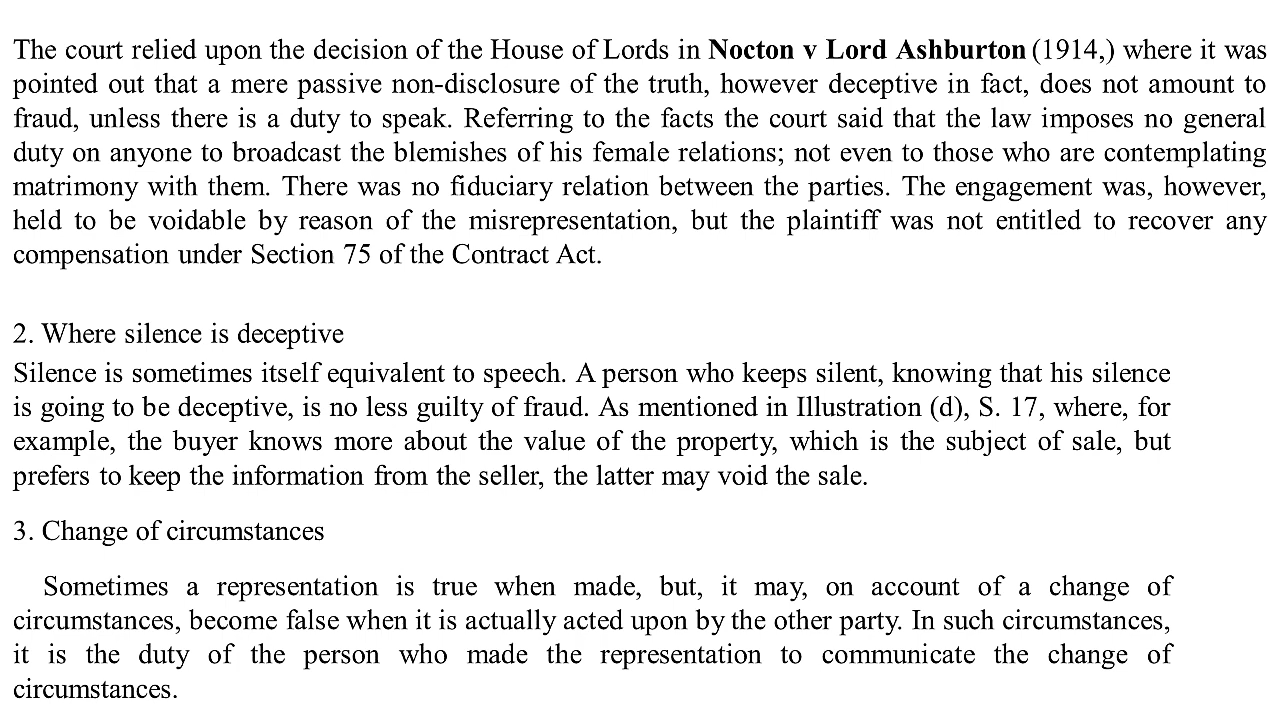 The court relied upon the decision of the House of Lords in Nocton v Lord Ashburton (1914,) where it was
pointed out that a mere passive non-disclosure of the truth, however deceptive in fact, does not amount to
fraud, unless there is a duty to speak. Referring to the facts the court said that the law imposes no general
duty on anyone to broadcast the blemishes of his female relations; not even to those who are contemplating
matrimony with them. There was no fiduciary relation between the parties. The engagement was, however,
held to be voidable by reason of the misrepresentation, but the plaintiff was not entitled to recover any
compensation under Section 75 of the Contract Act.
2. Where silence is deceptive
Silence is sometimes itself equivalent to speech. A person who keeps silent, knowing that his silence
is going to be deceptive, is no less guilty of fraud. As mentioned in Illustration (d), S. 17, where, for
example, the buyer knows more about the value of the property, which is the subject of sale, but
prefers to keep the information from the seller, the latter may void the sale.
3. Change of circumstances
Sometimes a representation is true when made, but, it may, on account of a change of
circumstances, become false when it is actually acted upon by the other party. In such circumstances,
it is the duty of the person who made the representation to communicate the change of
circumstances.